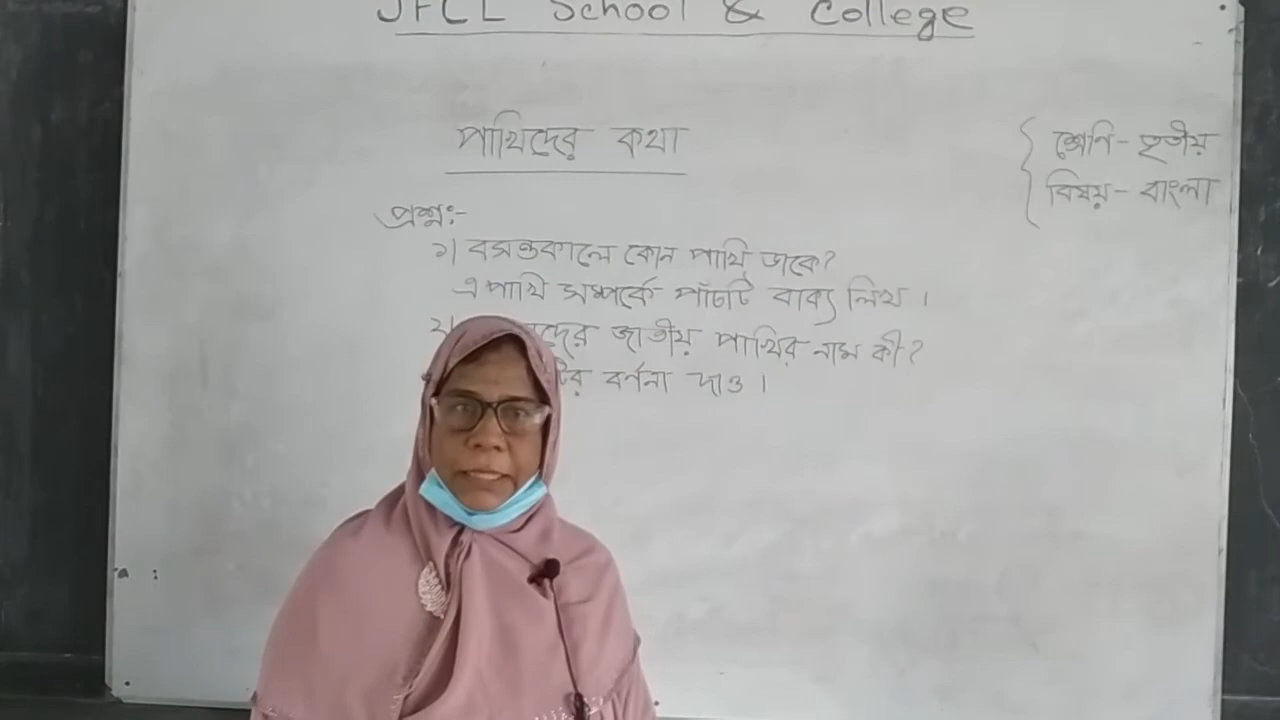 JFCL School & College
পাখিদের কথা
শ্রেণি - তৃতীয়
বিষয় - বাংলা
প্রশ্ন:-
১। বসন্তকালে কোন পাখি ডাকে?
এ পাখি সম্পর্কে পাঁচটি বাক্য লিখ।
২। জাতীয় পাখির নাম কী?
বর্ণনা দাও।